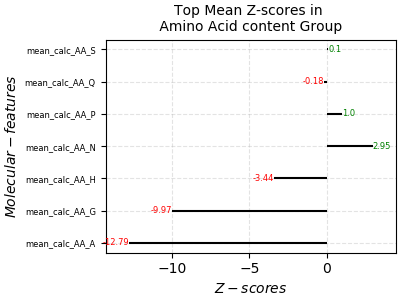 Top Mean Z-scores in
Amino Acid content Group
mean_calc_AA_S
0.1
mean_calc_AA_Q
-0.18
mean_calc_AA_P
1.0
mean_calc_AA_N
2.95
mean_calc_AA_H
-3.44
mean_calc_AA_G
-9.97
mean_calc_AA_A
-12.79
Molecular − features
−10
−5
0
Z − scores